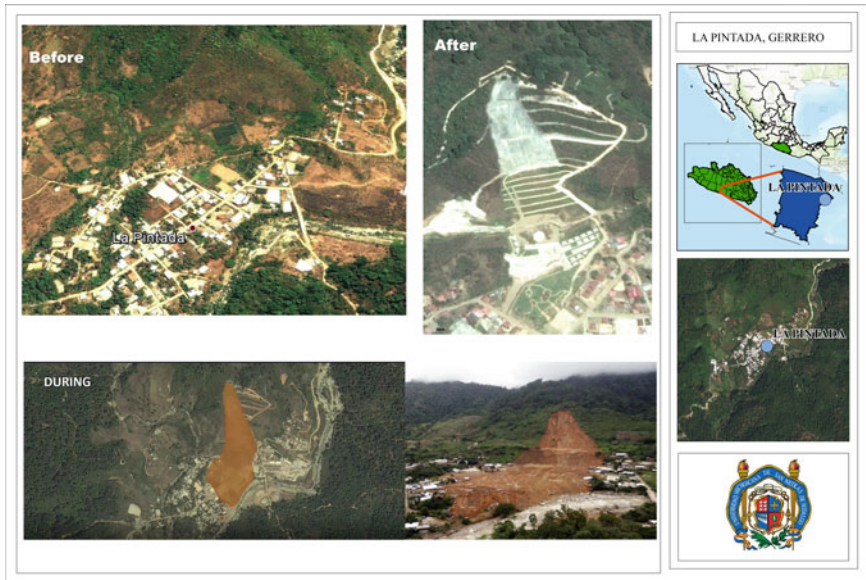 Before
La Pintada
After
DURING
LA PINTADA, GERRERO
LA PINTADA
LA PINTADA